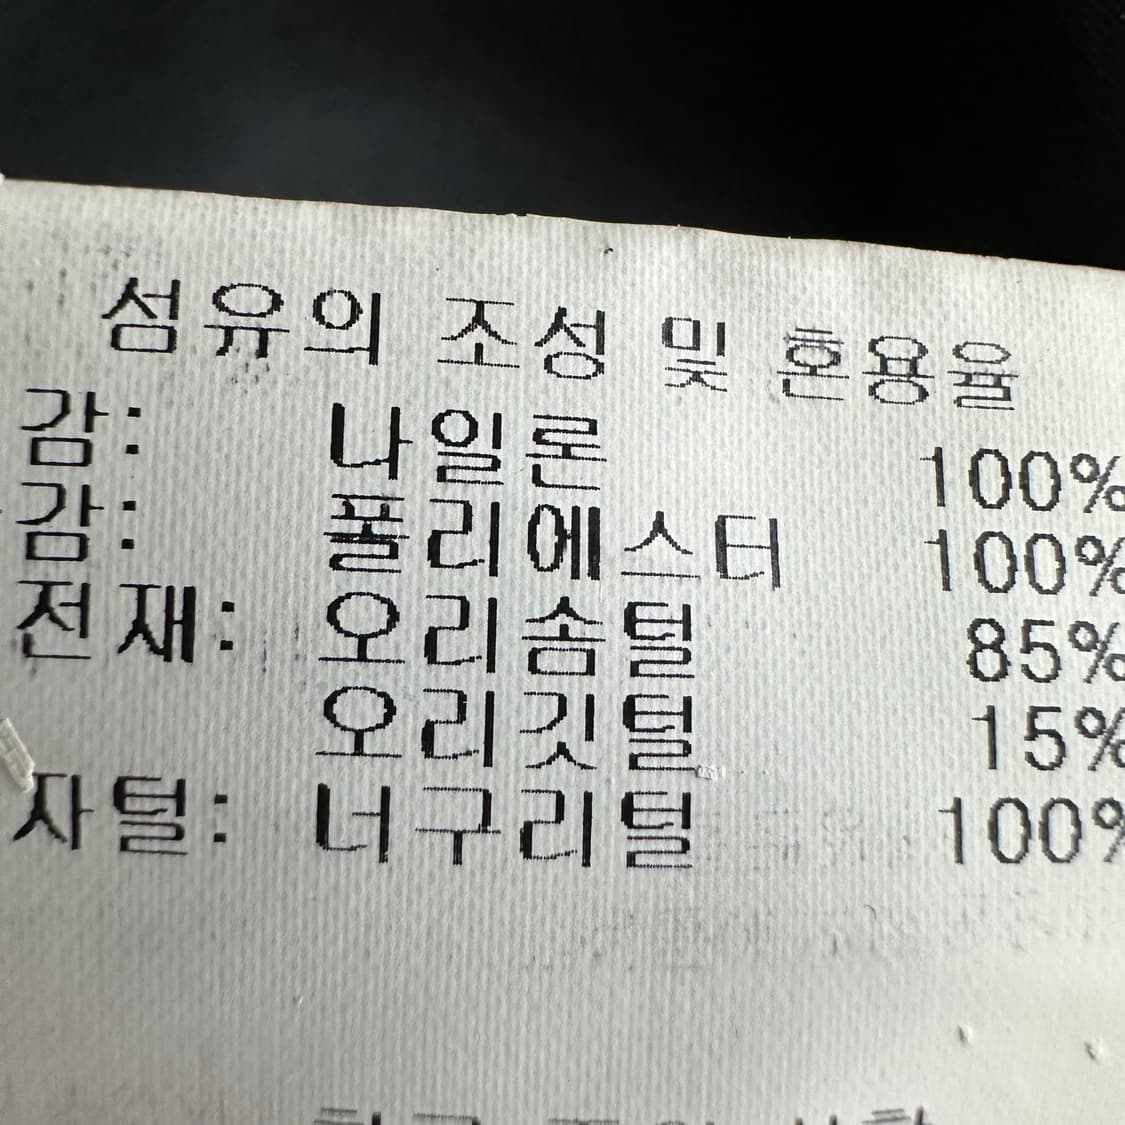 섬유의 조성 및 혼용율
감: 나일론 100%
감: 폴리에스터 100%
전재: 오리솜털 85%
오리깃털 15%
자털: 너구리털 100%